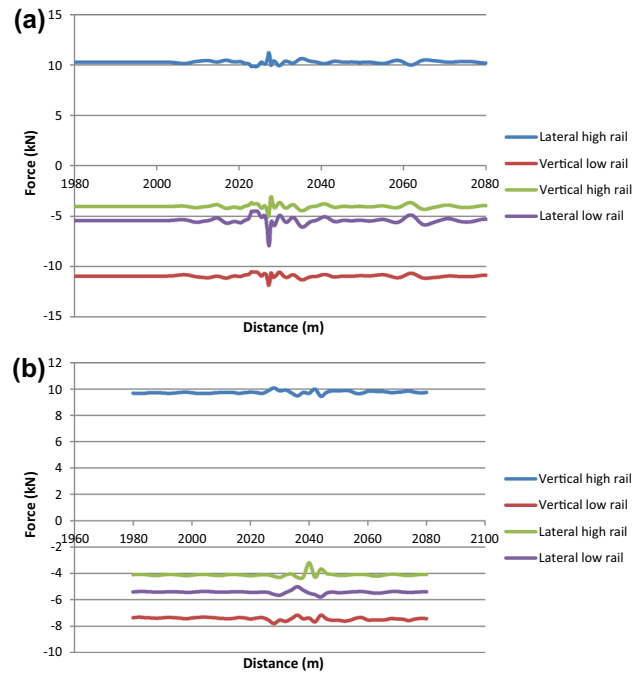 (a)
15
10
5
0
-5
-10
-15
1980 2000 2020 2040 2060 2080
Force (kN)
Distance (m)
Lateral high rail
Vertical low rail
Vertical high rail
Lateral low rail
(b)
12
10
8
6
4
2
0
-2
-4
-6
-8
-10
1960 1980 2000 2020 2040 2060 2080 2100
Force (kN)
Distance (m)
Vertical high rail
Vertical low rail
Lateral high rail
Lateral low rail